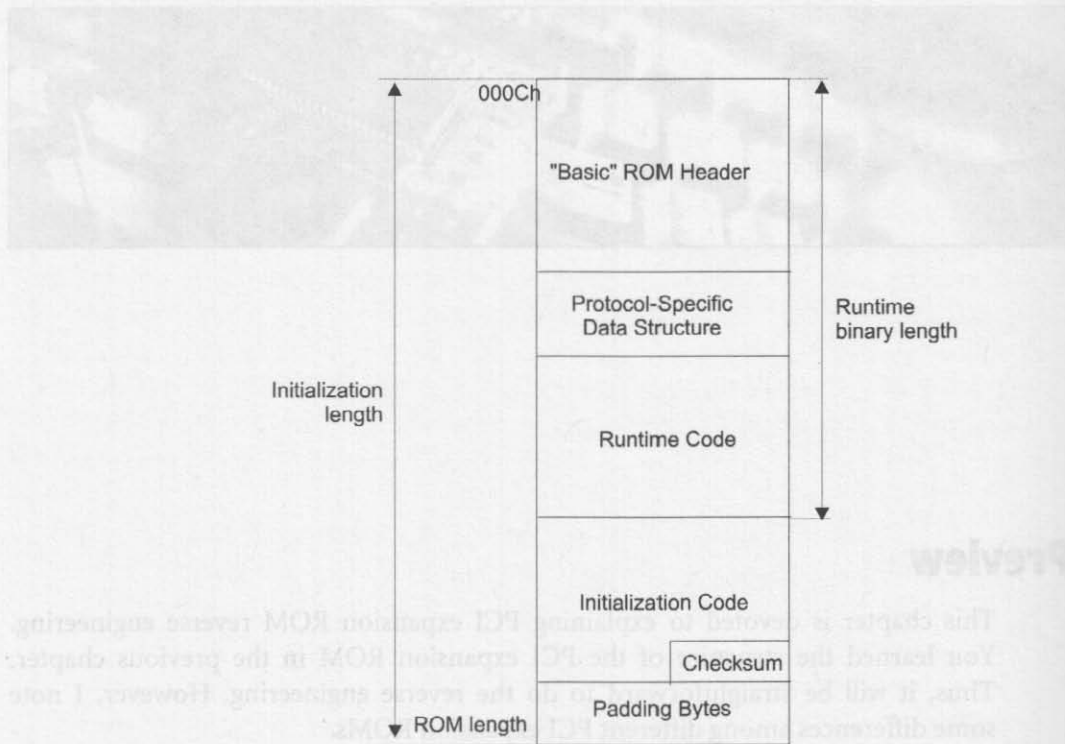 000Ch
"Basic" ROM Header
Protocol-Specific
Data Structure
Runtime
binary length
Initialization
length
Runtime Code
Initialization Code
Checksum
ROM length
Padding Bytes
Preview
This chapter is devoted to explaining PCI expansion ROM reverse engineering.
You learned the structure of the PCI expansion ROM in the previous chapter.
Thus, it will be straightforward to do the reverse engineering. However, I note
some differences among different PCI expansion ROMs.